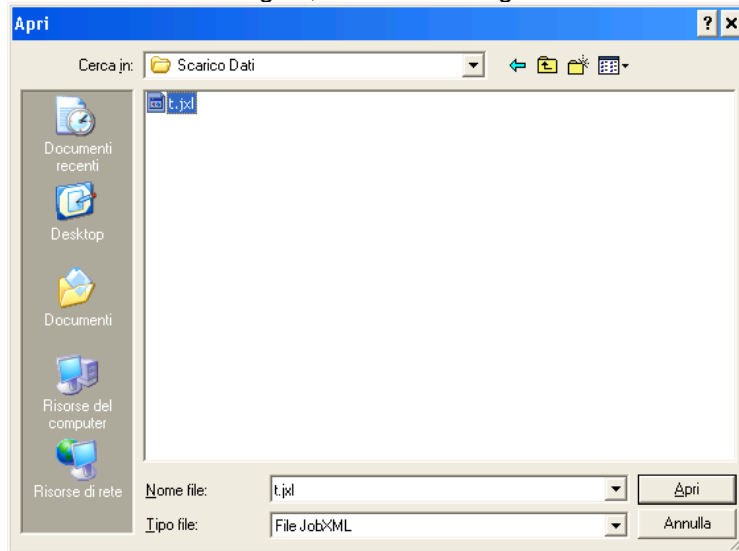 Apri
Cerca in: Scarico Dati
t.jxl
Documenti
recenti
Desktop
Documenti
Risorse del
computer
Risorse di rete
Nome file: t.jxl Apri
Tipo file: File JobXML Annulla